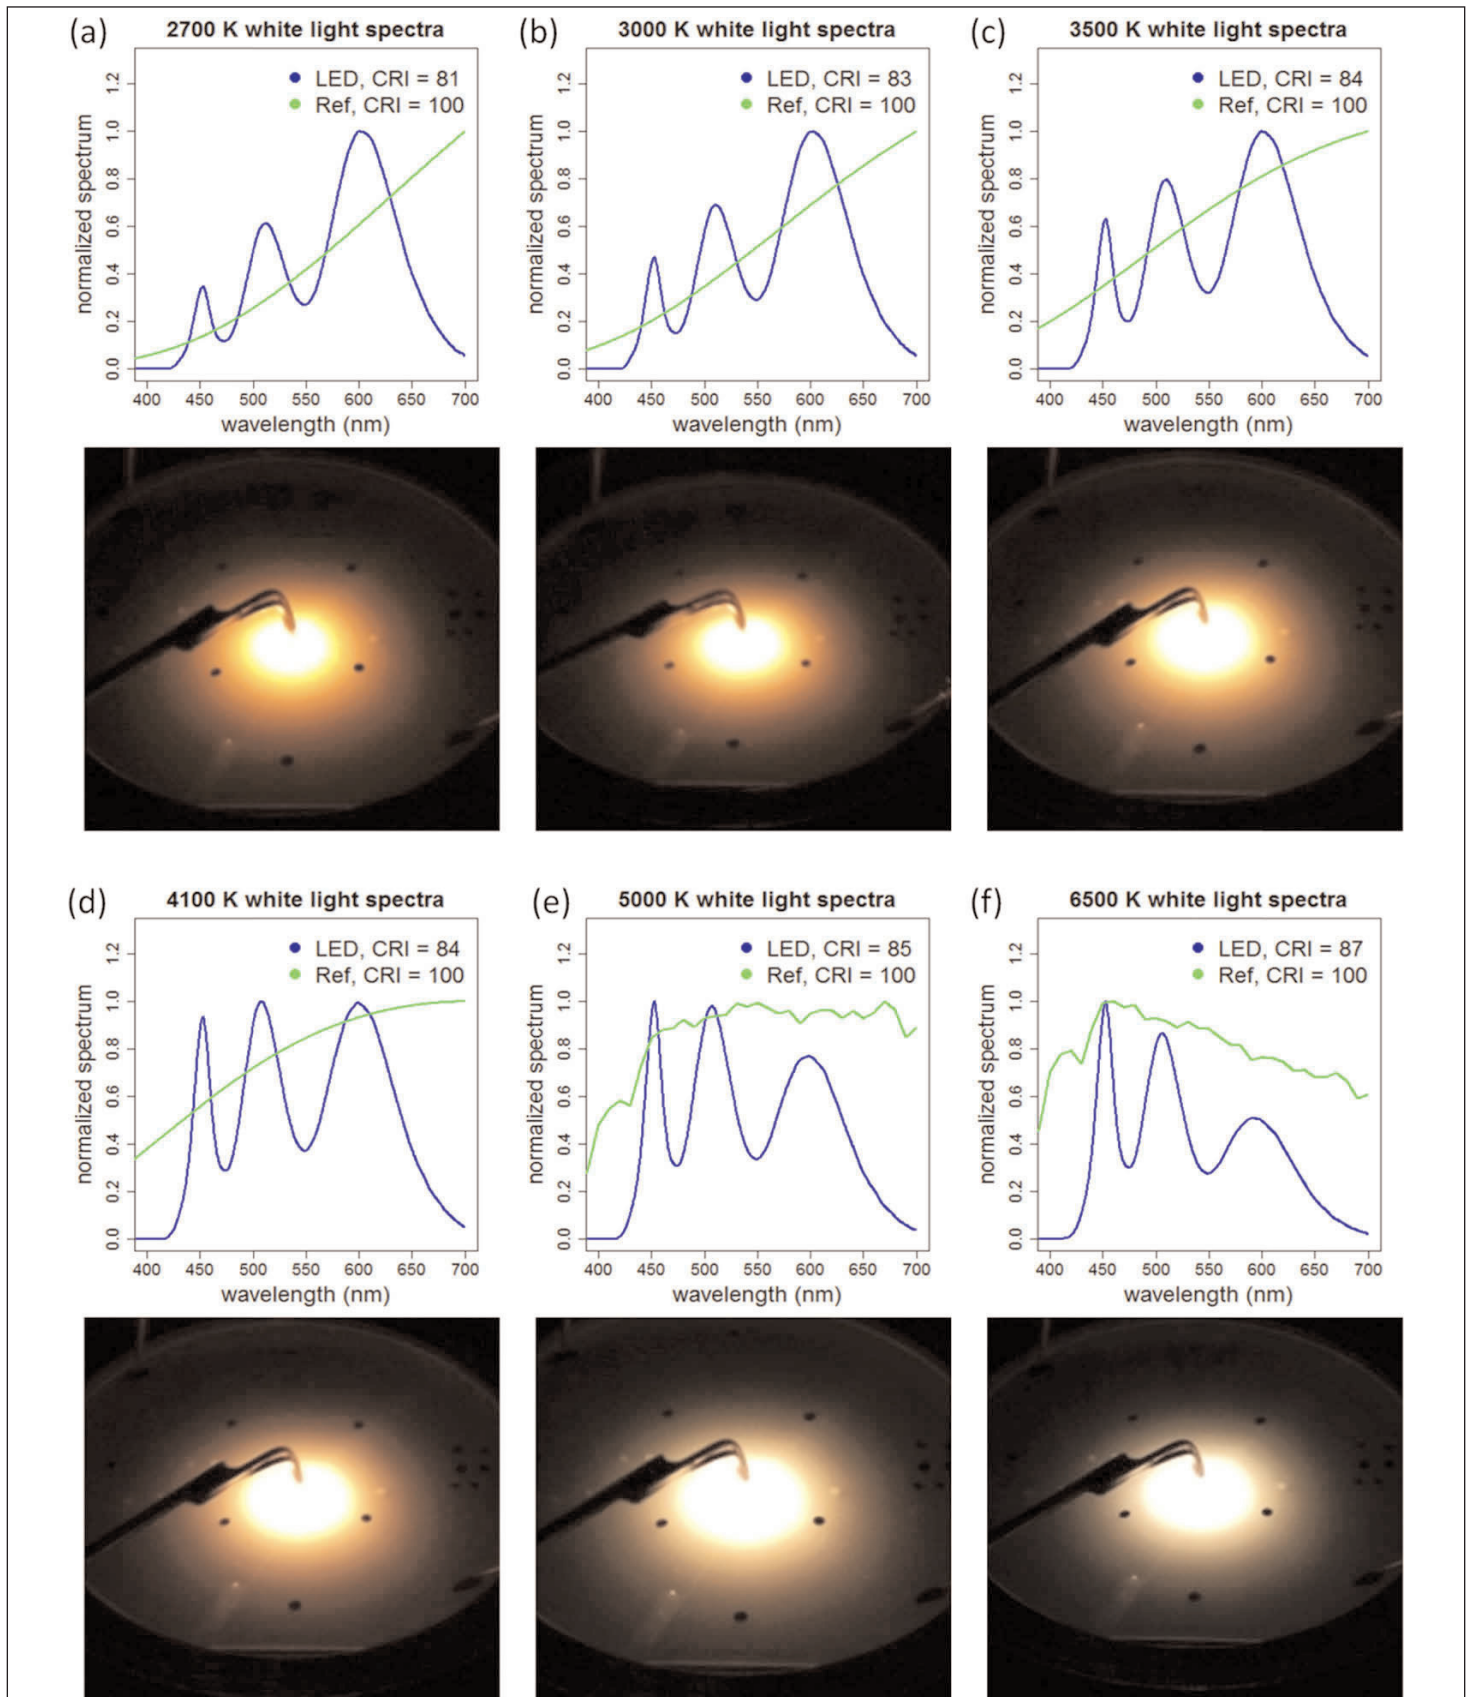 (a) 2700 K white light spectra
LED, CRI = 81
Ref, CRI = 100
normalized spectrum
0.0 0.2 0.4 0.6 0.8 1.0 1.2
400 450 500 550 600 650 700
wavelength (nm)
(b) 3000 K white light spectra
LED, CRI = 83
Ref, CRI = 100
normalized spectrum
0.0 0.2 0.4 0.6 0.8 1.0 1.2
400 450 500 550 600 650 700
wavelength (nm)
(c) 3500 K white light spectra
LED, CRI = 84
Ref, CRI = 100
normalized spectrum
0.0 0.2 0.4 0.6 0.8 1.0 1.2
400 450 500 550 600 650 700
wavelength (nm)
(d) 4100 K white light spectra
LED, CRI = 84
Ref, CRI = 100
normalized spectrum
0.0 0.2 0.4 0.6 0.8 1.0 1.2
400 450 500 550 600 650 700
wavelength (nm)
(e) 5000 K white light spectra
LED, CRI = 85
Ref, CRI = 100
normalized spectrum
0.0 0.2 0.4 0.6 0.8 1.0 1.2
400 450 500 550 600 650 700
wavelength (nm)
(f) 6500 K white light spectra
LED, CRI = 87
Ref, CRI = 100
normalized spectrum
0.0 0.2 0.4 0.6 0.8 1.0 1.2
400 450 500 550 600 650 700
wavelength (nm)